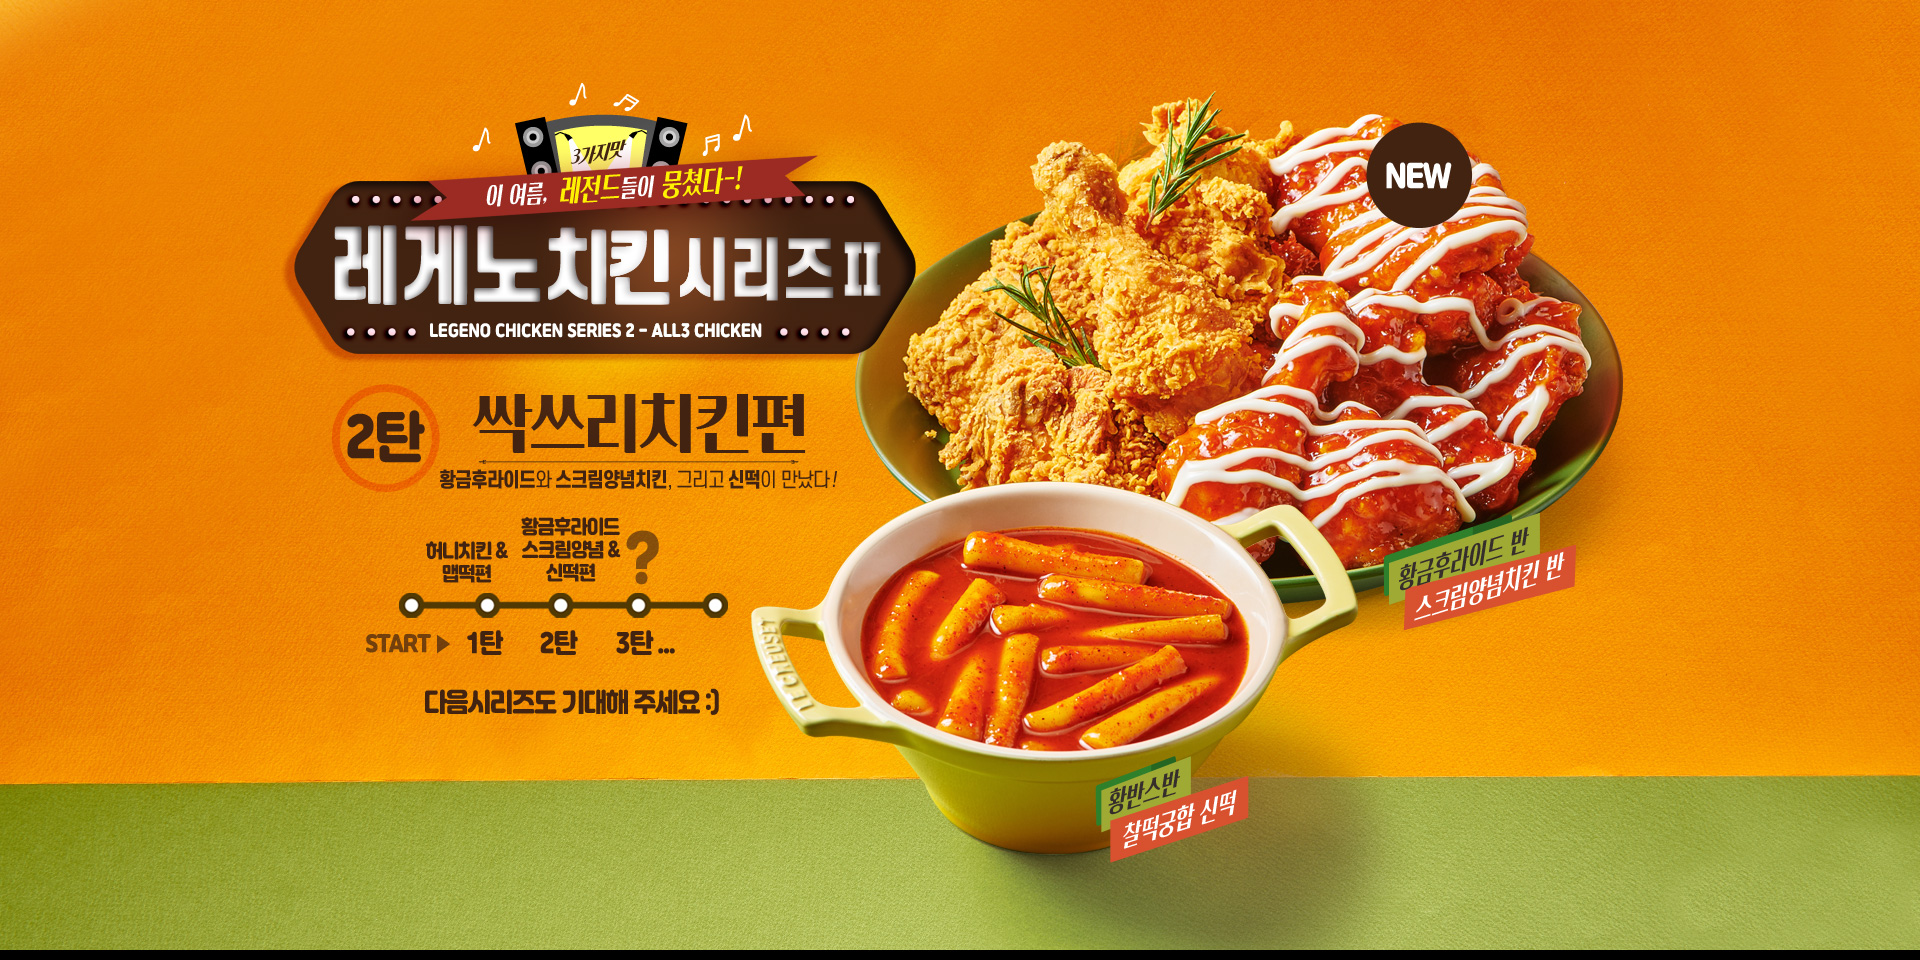 3가지맛
이 여름, 레전드들이 뭉쳤다~!
레게노치킨시리즈 II
LEGENO CHICKEN SERIES 2 - ALL3 CHICKEN
NEW
2탄
싹쓰리치킨편
황금후라이드와 스크림양념치킨, 그리고 신떡이 만났다!
허니치킨 &
맵떡편
황금후라이드
스크림양념 &
신떡편
?
START ▶ 1탄 2탄 3탄 ...
다음시리즈도 기대해 주세요 :)
황금후라이드 반
스크림양념치킨 반
LE CREUSET
황반스반
찰떡궁합 신떡